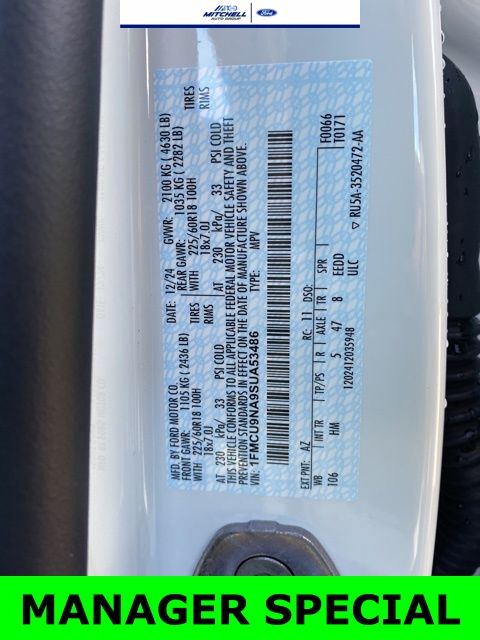 MITCHELL
AUTO GROUP
Ford
MFD. BY FORD MOTOR CO.
DATE: 12/24
GVWR: 2100 KG ( 4630 LB)
FRONT GAWR: 1105 KG ( 2436 LB)
REAR GAWR: 1035 KG ( 2282 LB)
WITH 225/60R18 100H TIRES
WITH 225/60R18 100H TIRES
18x7.0J RIMS
18x7.0J RIMS
AT 230 kPa/ 33 PSI COLD
AT 230 kPa/ 33 PSI COLD
THIS VEHICLE CONFORMS TO ALL APPLICABLE FEDERAL MOTOR VEHICLE SAFETY AND THEFT
PREVENTION STANDARDS IN EFFECT ON THE DATE OF MANUFACTURE SHOWN ABOVE.
VIN: 1FMCU9NA9SUA53486
TYPE: MPV
F0066
T0171
EXT PNT: AZ RC: 11 DSO:
WB INT TR TP/PS R AXLE TR SPR
106 HM 5 47 8 FEDD
ULC
1202412035948
▽ RU5A-3520472-AA
MANAGER SPECIAL